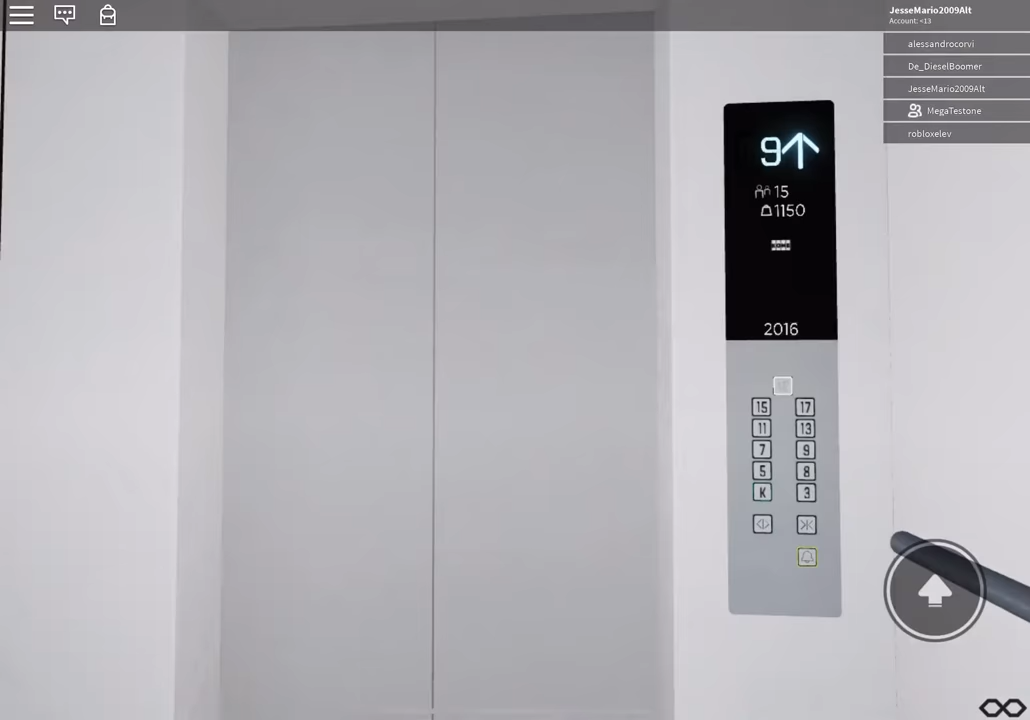 JesseMario2009Alt
Account: <13
alessandrocorvi
De_DieselBoomer
JesseMario2009Alt
MegaTestone
robloxelev
9
15
1150
2016
15 17
11 13
7 9
5 8
K 3